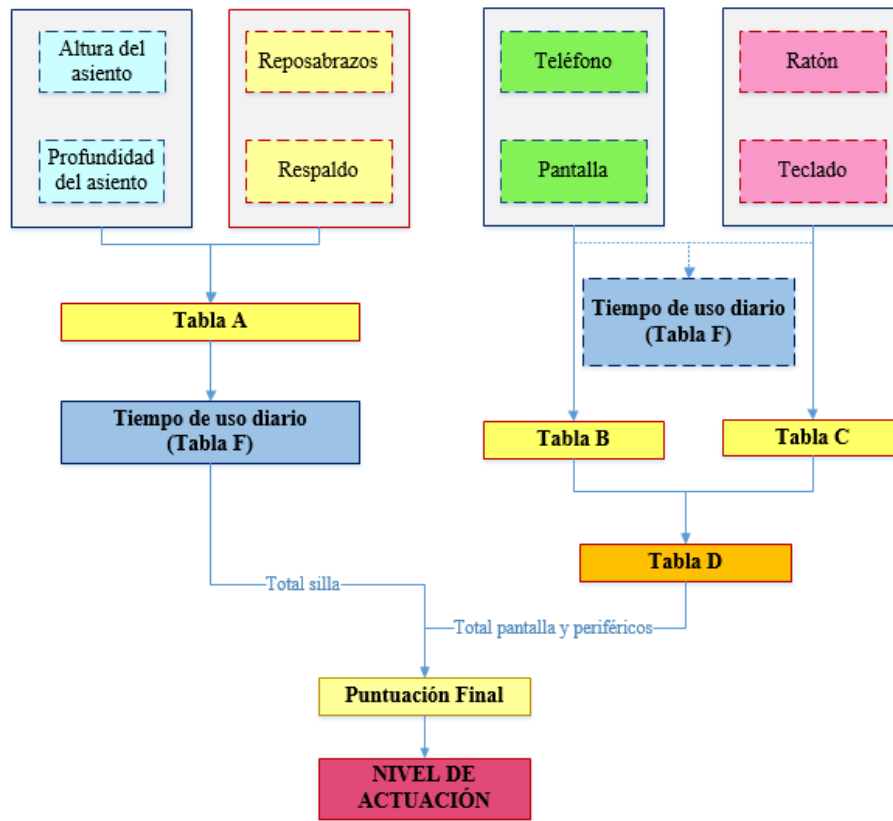 Altura del
asiento
Reposabrazos
Teléfono
Ratón
Profundidad
del asiento
Respaldo
Pantalla
Teclado
Tiempo de uso diario
(Tabla F)
Tabla A
Tiempo de uso diario
(Tabla F)
Tabla B
Tabla C
Tabla D
Total silla
Total pantalla y periféricos
Puntuación Final
NIVEL DE
ACTUACIÓN